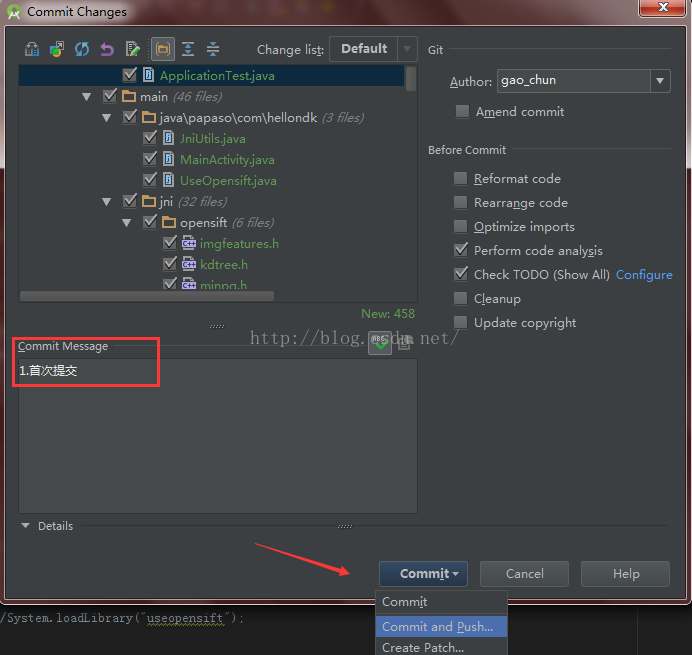 Commit Changes
Change list: Default
Git
ApplicationTest.java
Author: gao_chun
main (46 files)
Amend commit
java\papaso\com\hellondk (3 files)
JniUtils.java
Before Commit
MainActivity.java
UseOpensift.java
Reformat code
jni (32 files)
Rearrange code
opensift (6 files)
Optimize imports
imgfeatures.h
Perform code analysis
kdtree.h
Check TODO (Show All) Configure
minpq.h
Cleanup
New: 458
Update copyright
http://blog.csdn.net/
Commit Message
ABC
1.首次提交
Details
Commit
Cancel
Help
Commit
/System.loadLibrary("useopensift");
Commit and Push...
Create Patch...